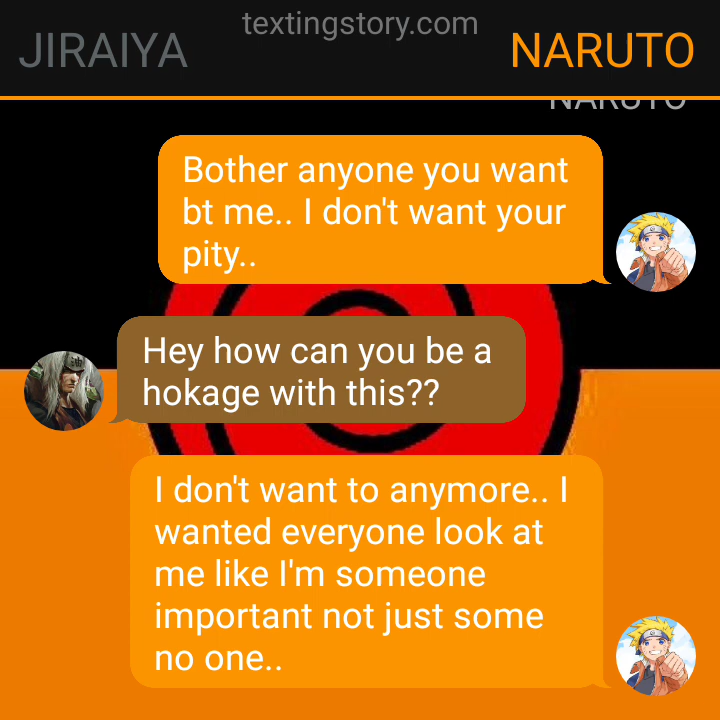 textingstory.com
JIRAIYA
NARUTO
NARUTO
Bother anyone you want
bt me.. I don't want your
pity..
Hey how can you be a
hokage with this??
I don't want to anymore.. I
wanted everyone look at
me like I'm someone
important not just some
no one..